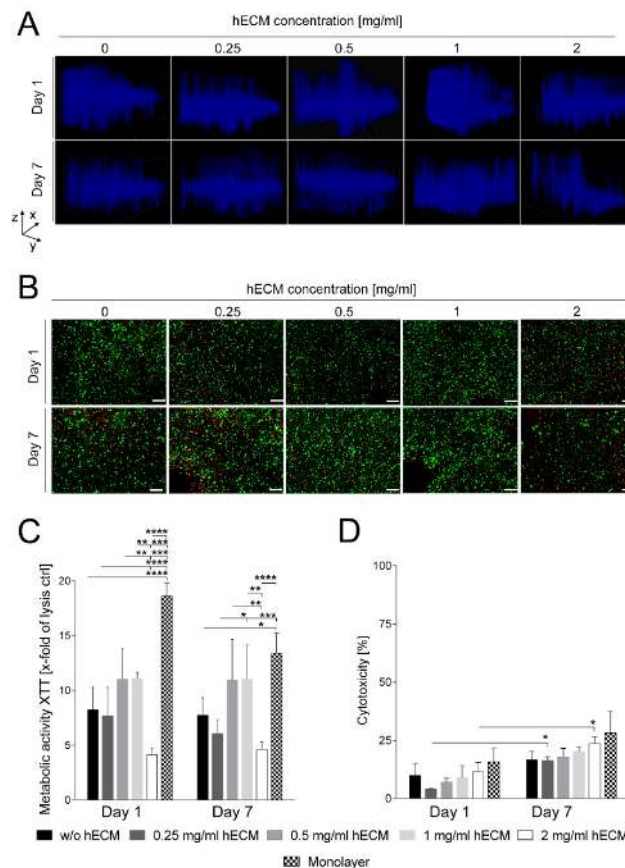 A
hECM concentration [mg/ml]
0 0.25 0.5 1 2
Day 1
Day 7
z x y
B
hECM concentration [mg/ml]
0 0.25 0.5 1 2
Day 1
Day 7
C
Metabolic activity XTT [x-fold of lysis ctrl]
20
15
10
5
0
****
** ***
** ***
****
****
****
**
**
* ***
*
Day 1 Day 7
D
Cytotoxicity [%]
100
75
50
25
0
*
*
Day 1 Day 7
w/o hECM 0.25 mg/ml hECM 0.5 mg/ml hECM 1 mg/ml hECM 2 mg/ml hECM
Monolayer